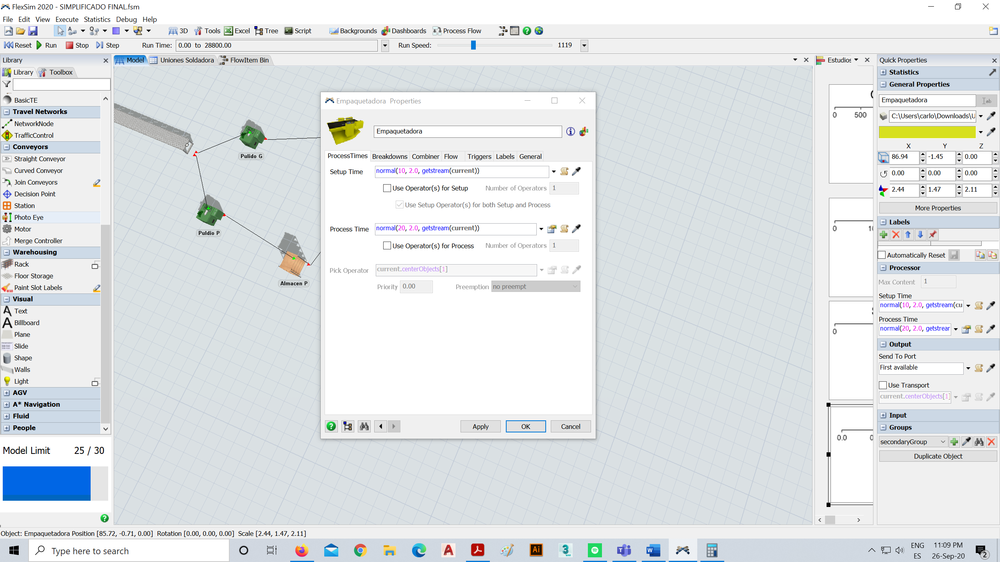 FlexSim 2020 - SIMPLIFICADO FINAL.fsm
File Edit View Execute Statistics Debug Help
3D Tools Excel Tree Script Backgrounds Dashboards Process Flow
Reset Run Stop Step Run Time: 0.00 to 28800.00 Run Speed: 1119
Library
Library Toolbox
BasicTE
Travel Networks
NetworkNode
TrafficControl
Conveyors
Straight Conveyor
Curved Conveyor
Join Conveyors
Decision Point
Station
Photo Eye
Motor
Merge Controller
Warehousing
Rack
Floor Storage
Paint Slot Labels
Visual
Text
Billboard
Plane
Slide
Shape
Walls
Light
AGV
A* Navigation
Fluid
People
Model Limit 25 / 30
Model Uniones Soldadora FlowItem Bin
Pulido G
Puldio P
Almacen P
Empaquetadora Properties
Empaquetadora
ProcessTimes Breakdowns Combiner Flow Triggers Labels General
Setup Time normal(10, 2.0, getstream(current))
Use Operator(s) for Setup Number of Operators 1
Use Setup Operator(s) for both Setup and Process
Process Time normal(20, 2.0, getstream(current))
Use Operator(s) for Process Number of Operators 1
Pick Operator current.centerObjects[1]
Priority 0.00 Preemption no preempt
Apply OK Cancel
Estudios
0 500
0
0
0.0
Quick Properties
Statistics
General Properties
Empaquetadora
C:\Users\carlo\Downloads\U
X Y Z
86.94 -1.45 0.00
0.00 0.00 0.00
2.44 1.47 2.11
More Properties
Labels
Automatically Reset
Processor
Max Content 1
Setup Time
normal(10, 2.0, getstream(cu
Process Time
normal(20, 2.0, getstrear
Output
Send To Port
First available
Use Transport
current.centerObjects[1]
Input
Groups
secondaryGroup
Duplicate Object
Object: Empaquetadora Position [85.72, -0.71, 0.00] Rotation [0.00, 0.00, 0.00] Scale [2.44, 1.47, 2.11]
Type here to search
ENG 11:09 PM
ES 26-Sep-20
2